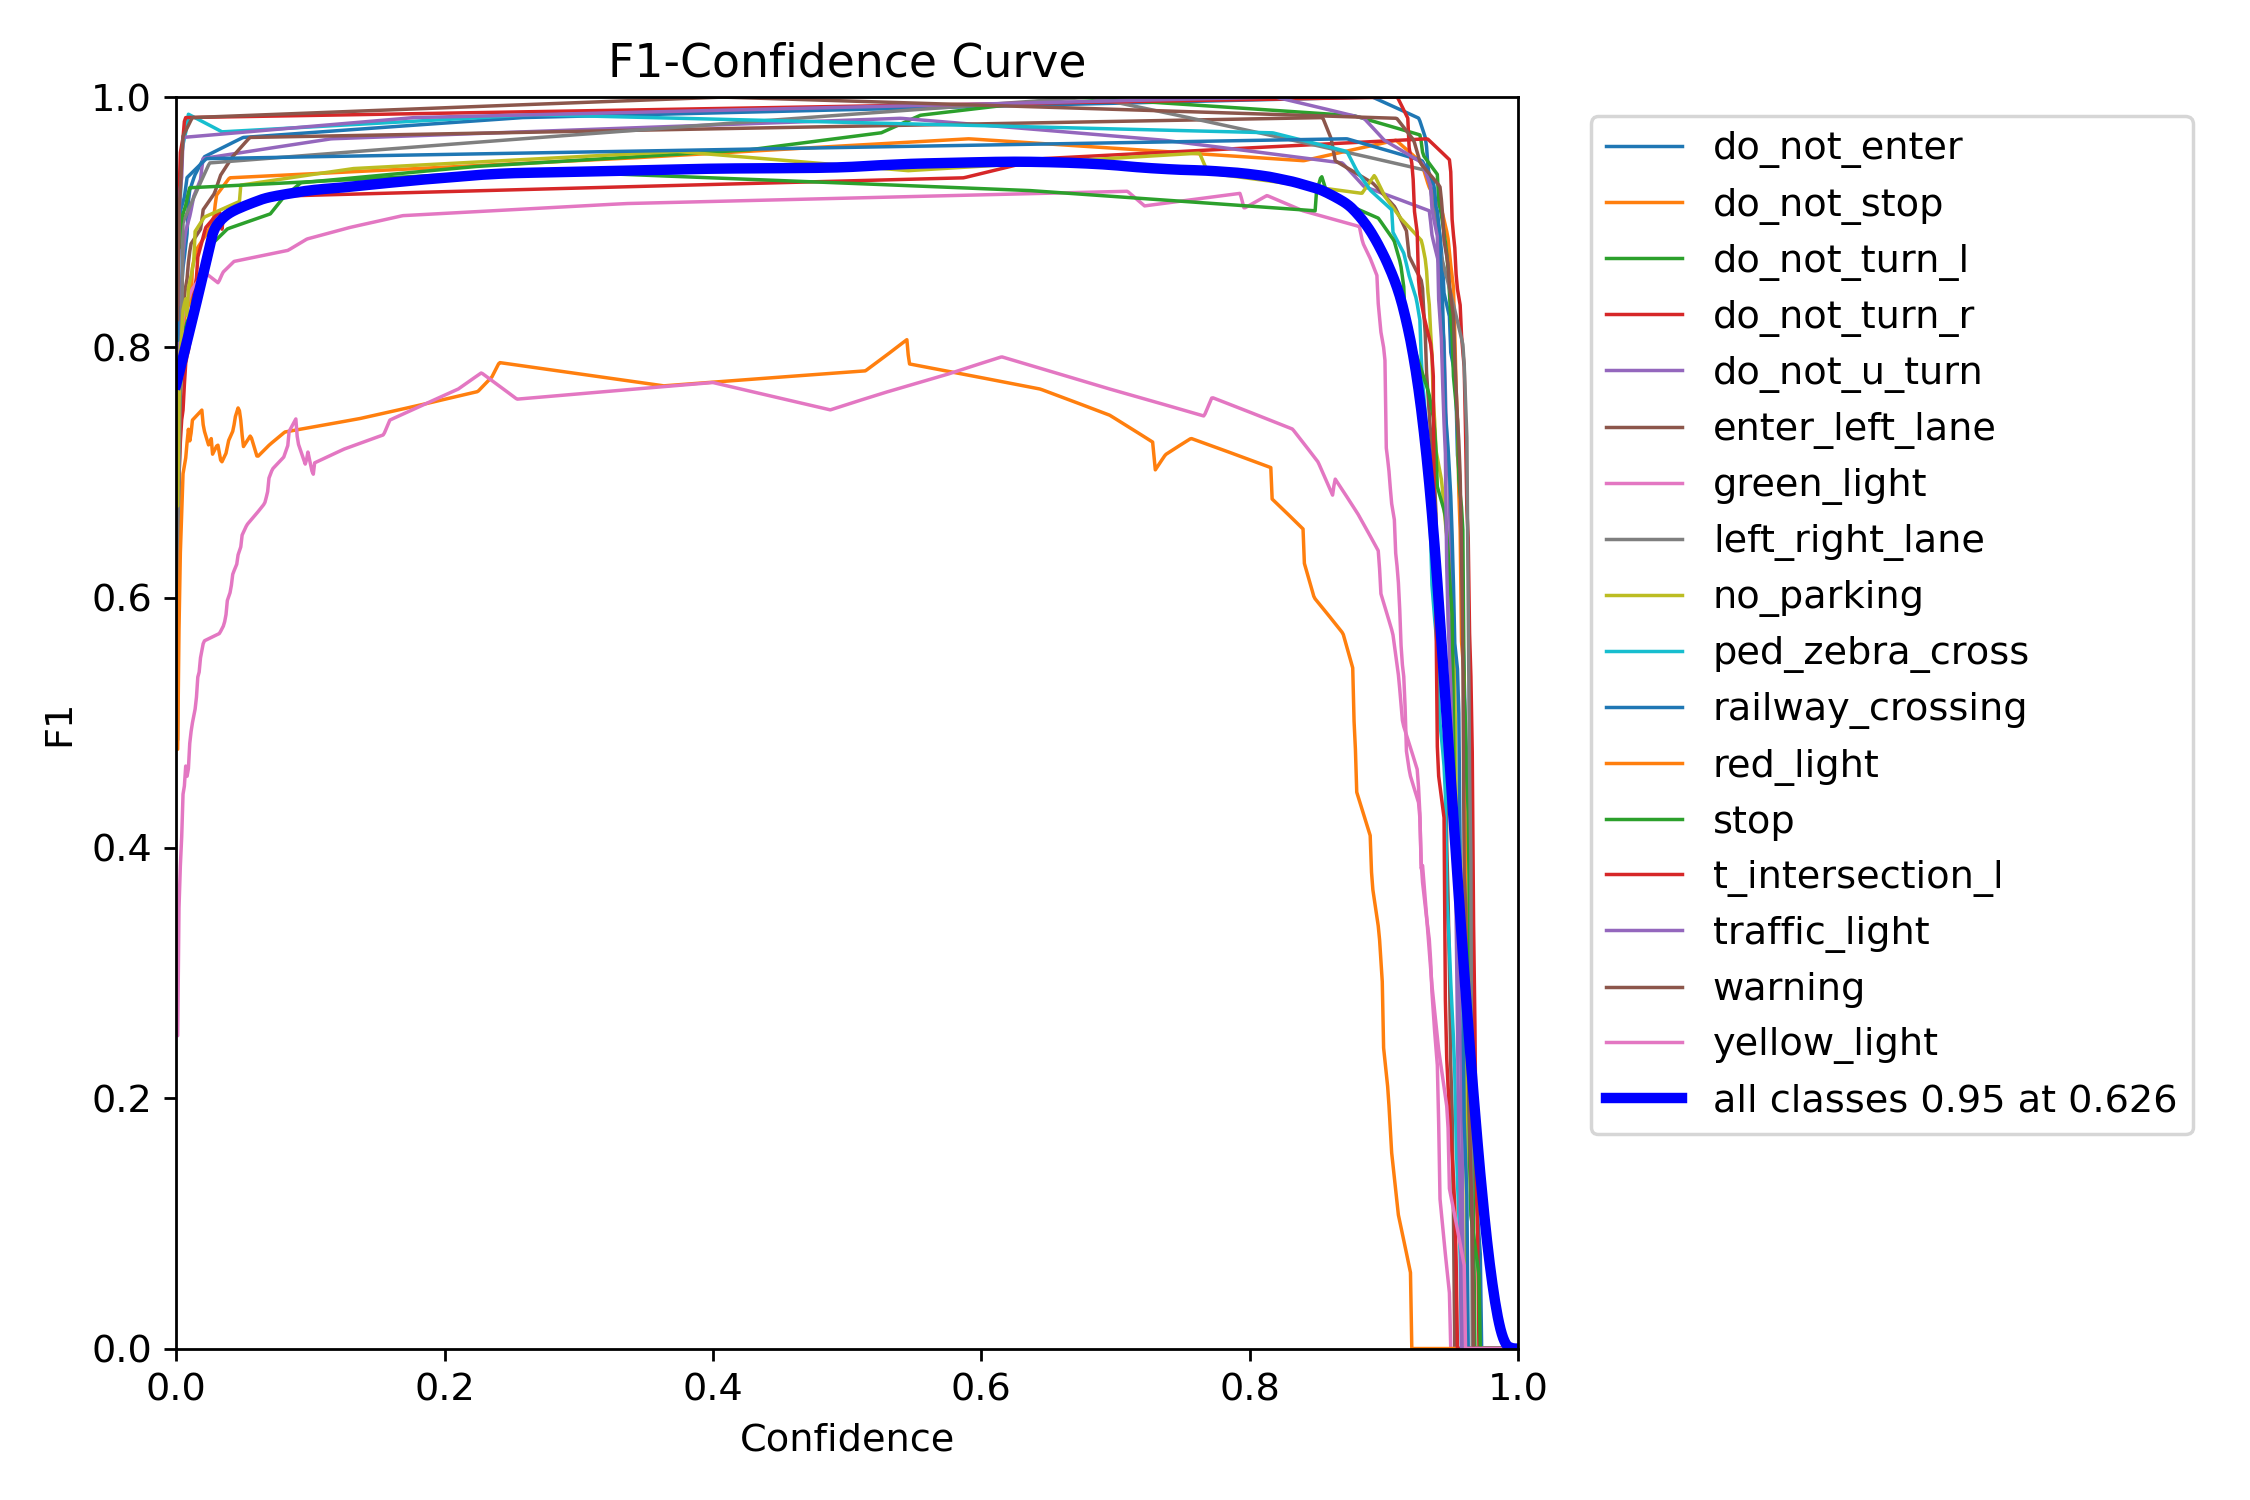 F1-Confidence Curve
1.0
0.8
0.6
0.4
0.2
0.0
F1
0.0 0.2 0.4 0.6 0.8 1.0
Confidence
do_not_enter
do_not_stop
do_not_turn_l
do_not_turn_r
do_not_u_turn
enter_left_lane
green_light
left_right_lane
no_parking
ped_zebra_cross
railway_crossing
red_light
stop
t_intersection_l
traffic_light
warning
yellow_light
all classes 0.95 at 0.626